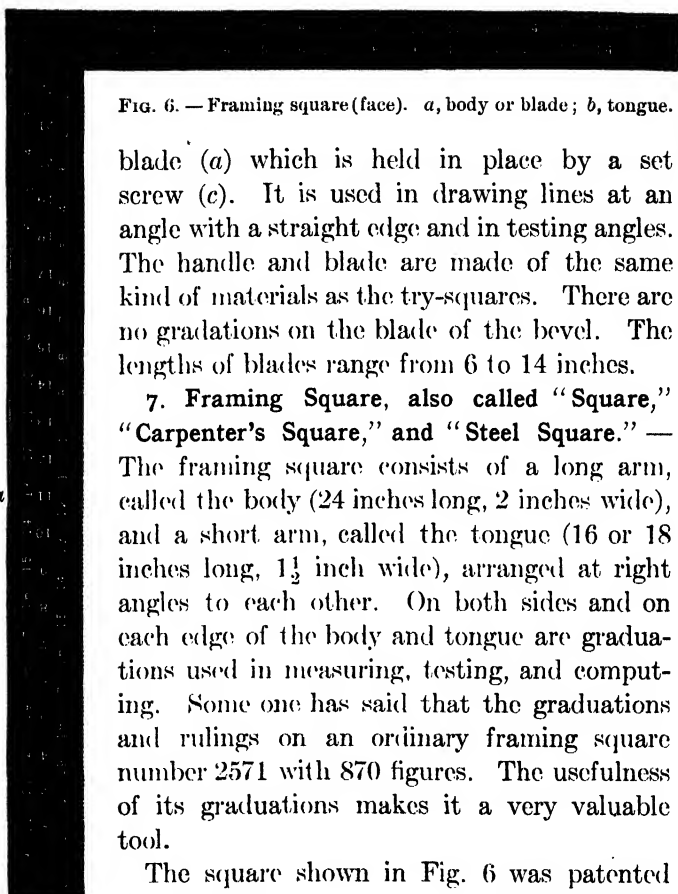 FIG. 6. — Framing square (face). a, body or blade; b, tongue.
blade (a) which is held in place by a set
screw (c). It is used in drawing lines at an
angle with a straight edge and in testing angles.
The handle and blade are made of the same
kind of materials as the try-squares. There are
no gradations on the blade of the bevel. The
lengths of blades range from 6 to 14 inches.
7. Framing Square, also called "Square,"
"Carpenter's Square," and "Steel Square." —
The framing square consists of a long arm,
called the body (24 inches long, 2 inches wide),
and a short arm, called the tongue (16 or 18
inches long, 1½ inch wide), arranged at right
angles to each other. On both sides and on
each edge of the body and tongue are gradua-
tions used in measuring, testing, and comput-
ing. Some one has said that the graduations
and rulings on an ordinary framing square
number 2571 with 870 figures. The usefulness
of its graduations makes it a very valuable
tool.
The square shown in Fig. 6 was patented